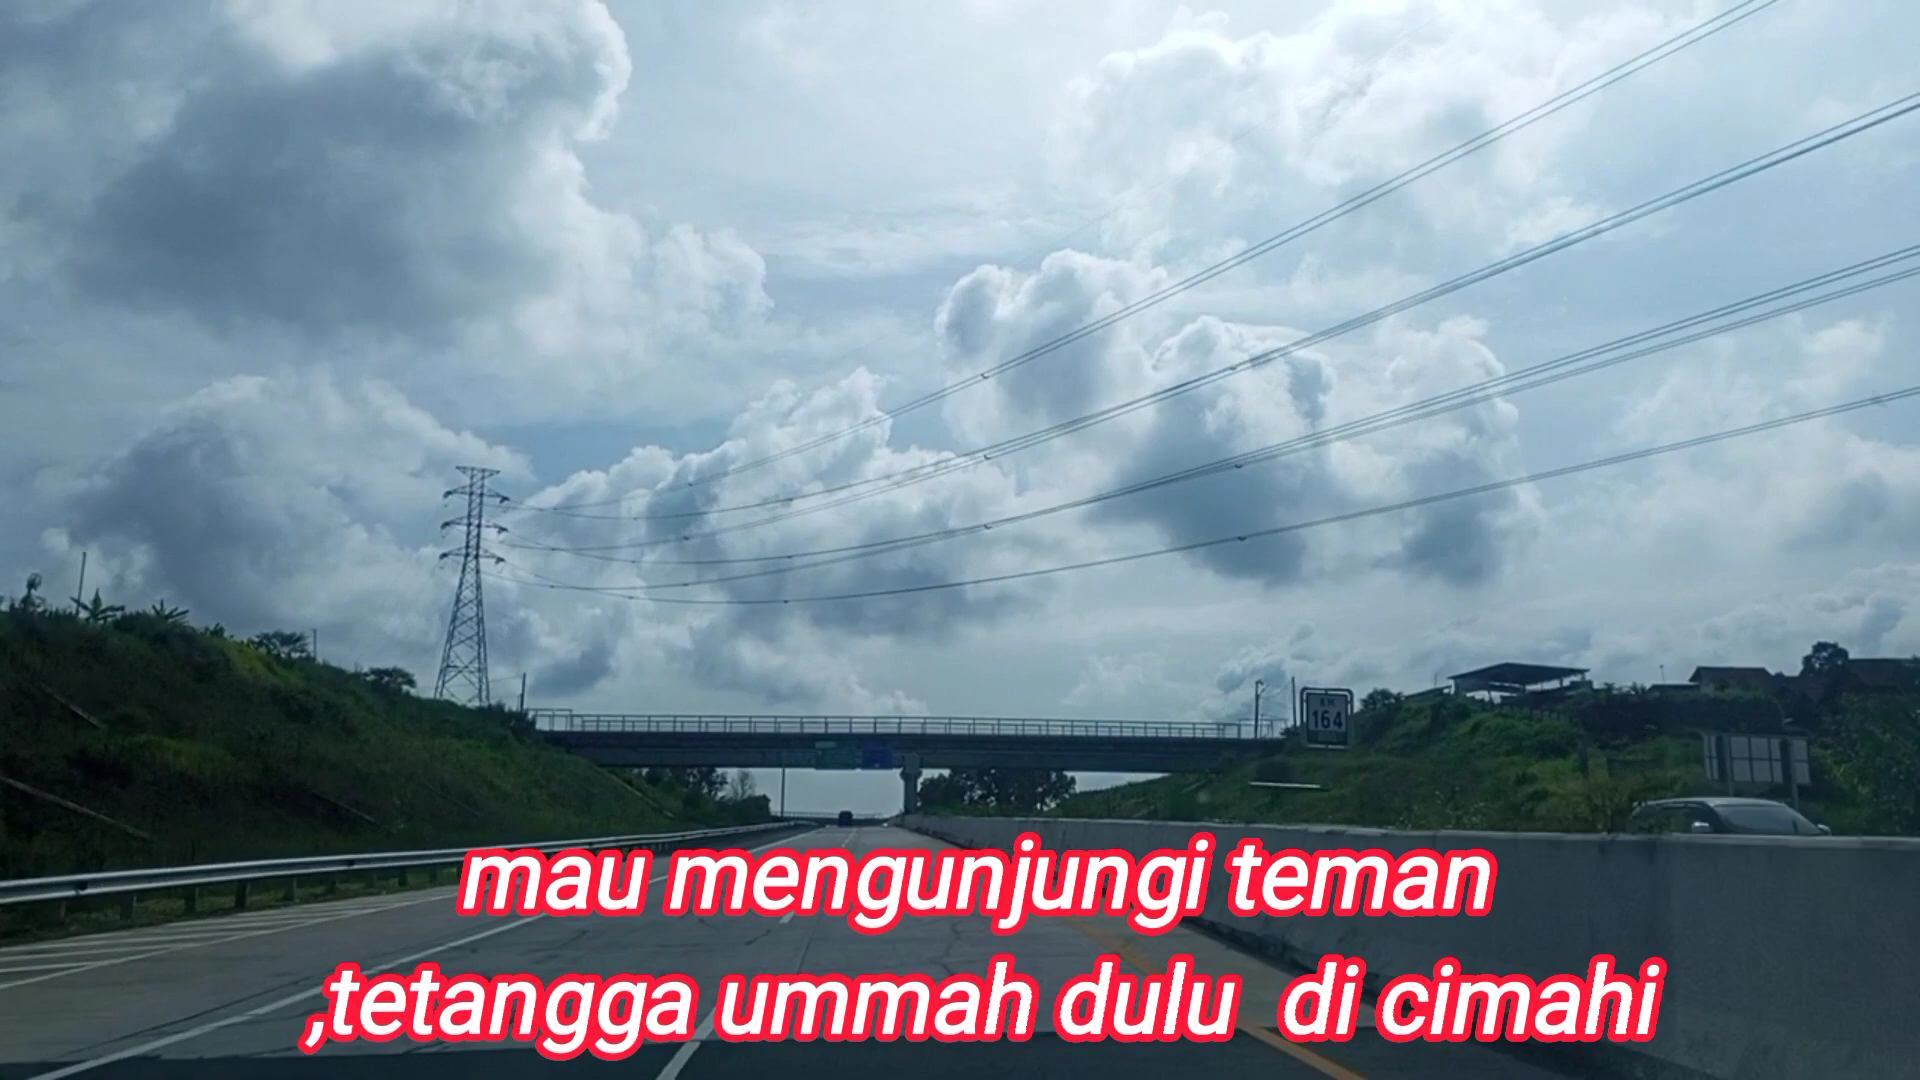 KM
164
mau mengunjungi teman
,tetangga ummah dulu  di cimahi